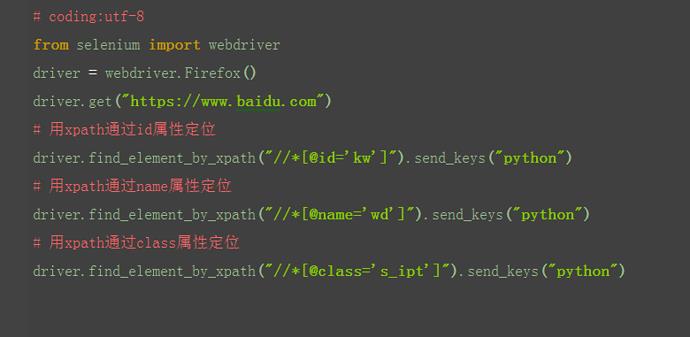 # coding:utf-8
from selenium import webdriver
driver = webdriver.Firefox()
driver.get("https://www.baidu.com")
# 用xpath通过id属性定位
driver.find_element_by_xpath("//*[@id='kw']").send_keys("python")
# 用xpath通过name属性定位
driver.find_element_by_xpath("//*[@name='wd']").send_keys("python")
# 用xpath通过class属性定位
driver.find_element_by_xpath("//*[@class='s_ipt']").send_keys("python")